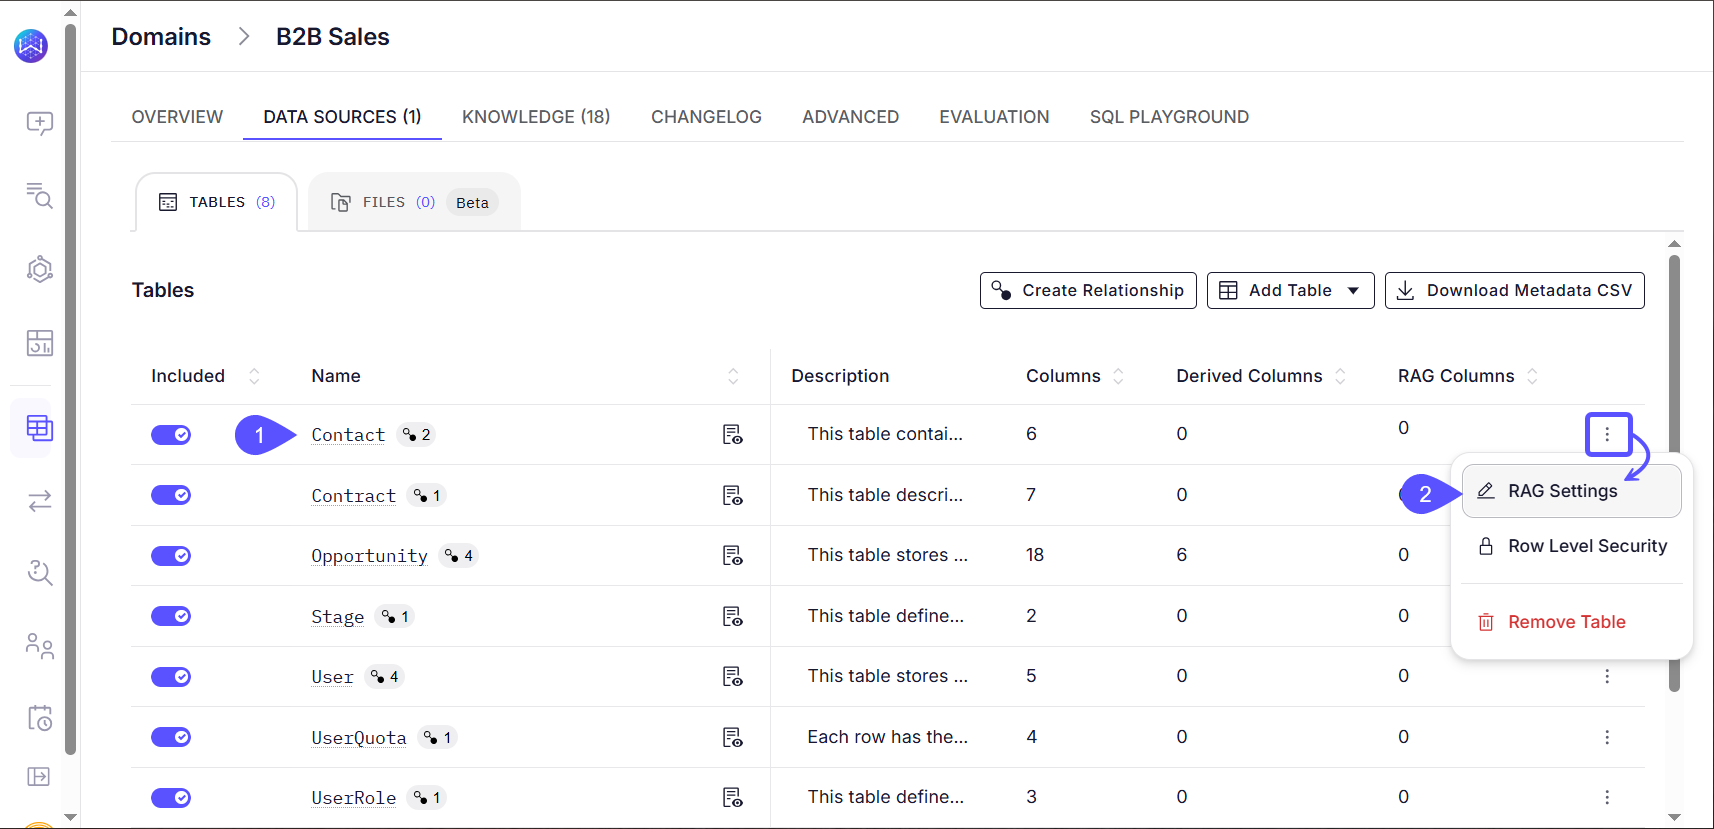 Domains > B2B Sales
OVERVIEW DATA SOURCES (1) KNOWLEDGE (18) CHANGELOG ADVANCED EVALUATION SQL PLAYGROUND
TABLES (8) FILES (0) Beta
Tables Create Relationship Add Table Download Metadata CSV
Included Name Description Columns Derived Columns RAG Columns
1 Contact 2 This table contai... 6 0 0
Contract 1 This table descri... 7 0
2 RAG Settings
Row Level Security
Opportunity 4 This table stores ... 18 6 0
Stage 1 This table define... 2 0 0
Remove Table
User 4 This table stores ... 5 0 0
UserQuota 1 Each row has the... 4 0 0
UserRole 1 This table define... 3 0 0